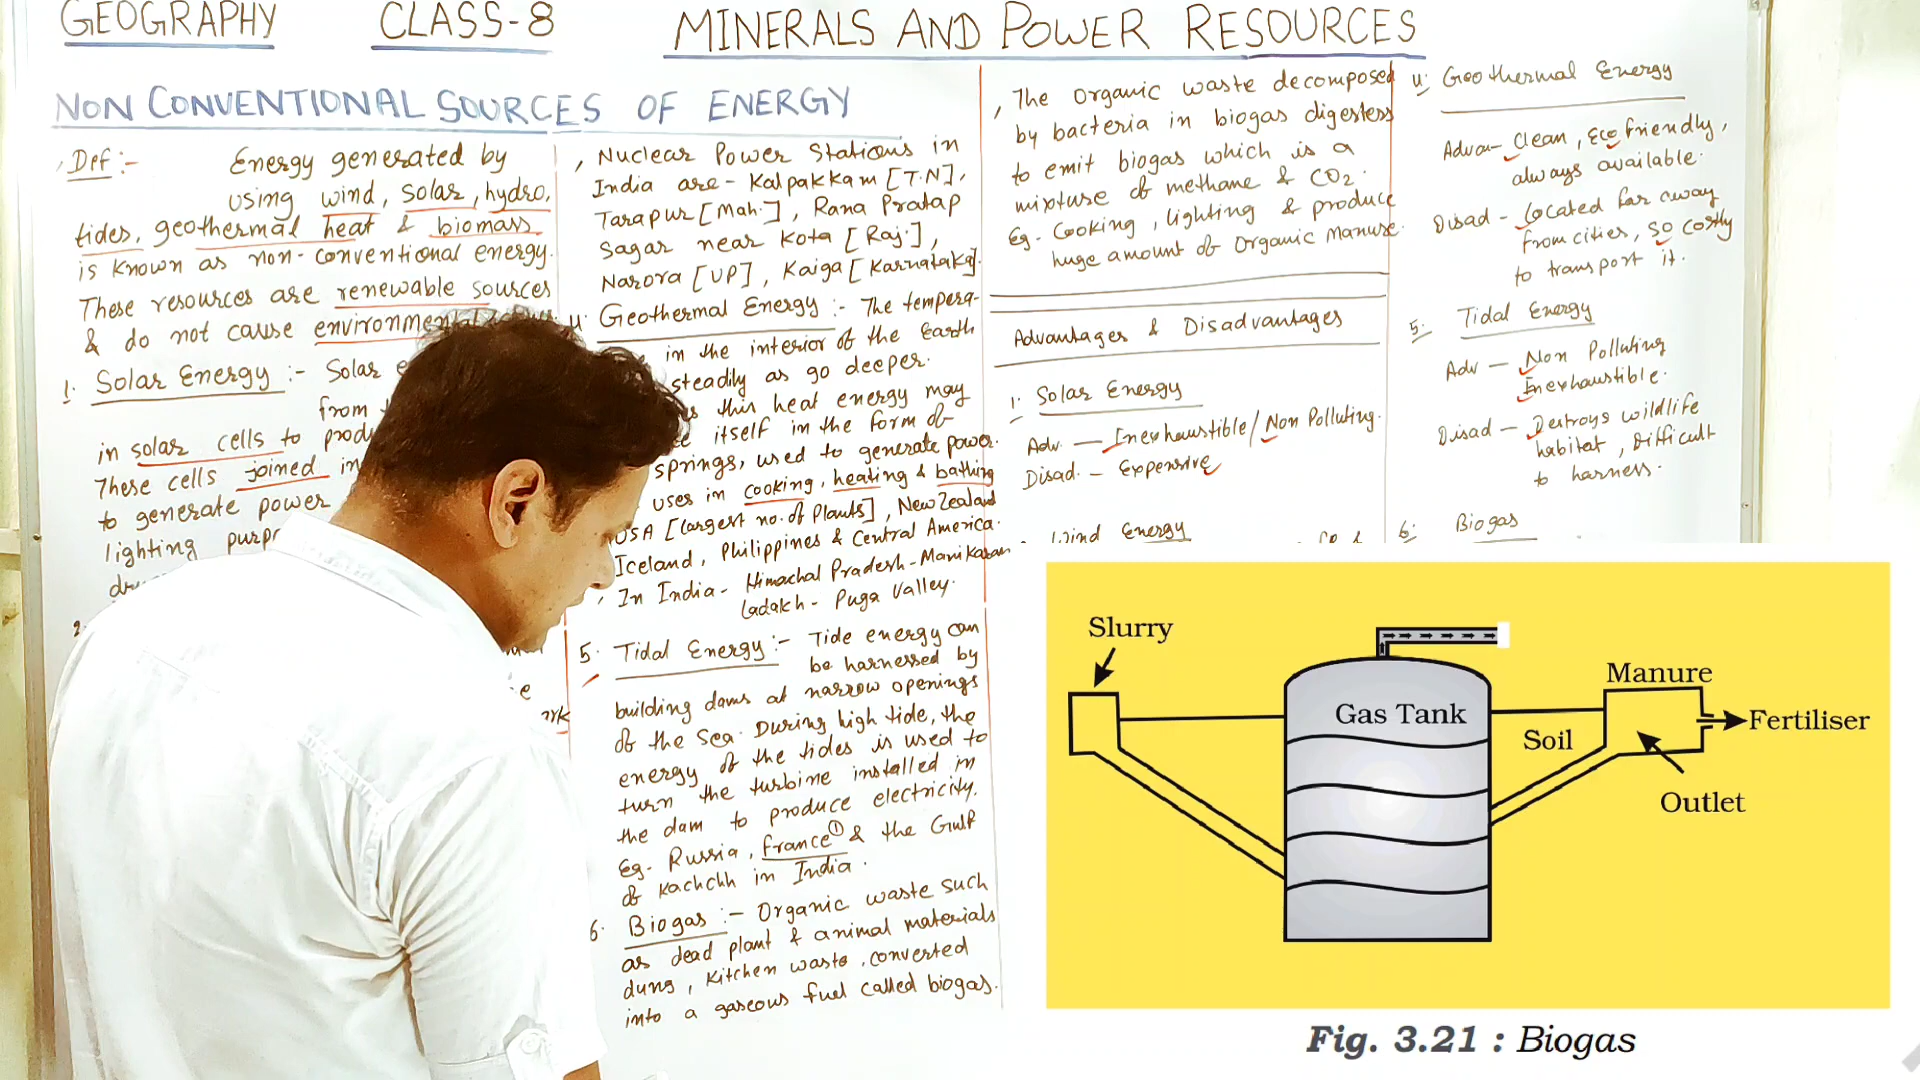 GEOGRAPHY CLASS-8 MINERALS AND POWER RESOURCES
NON CONVENTIONAL SOURCES OF ENERGY
Def :- Energy generated by
using wind, solar, hydro,
tides, geothermal heat & biomass
is known as non-conventional energy.
These resources are renewable sources
& do not cause environmental
1. Solar Energy :- Solar
from
in solar cells to
These cells joined in
to generate power
lighting
2.
Nuclear Power Stations in
India are - Kalpakkam [T.N],
Tarapur [Mah.], Rana Pratap
Sagar near Kota [Raj.],
Narora [UP], Kaiga [Karnataka].
Geothermal Energy :- The tempera-
in the interior of the Earth
steadily as go deeper.
this heat energy may
itself in the form of
springs, used to generate power.
uses in cooking, heating & bathing
USA [largest no. of Plants], New Zealand
Iceland, Philippines & Central America.
In India - Himachal Pradesh - Manikaran
Ladakh - Puga Valley.
5. Tidal Energy :- Tide energy can
be harnessed by
building dams at narrow openings
of the sea. During high tide, the
energy of the tides is used to
turn the turbine installed in
the dam to produce electricity.
Eg. Russia, France ① & the Gulf
of Kachchh in India.
6. Biogas :- Organic waste such
as dead plant & animal materials
dung, kitchen waste, converted
into a gaseous fuel called biogas.
The organic waste decomposed
by bacteria in biogas digesters
to emit biogas which is a
mixture of methane & CO2.
Eg- Cooking, lighting & produce
huge amount of Organic Manure.
Advantages & Disadvantages
1. Solar Energy
Adv. — Inexhaustible/Non Polluting.
Disad. - Expensive
Wind Energy
4. Geothermal Energy
Advan- Clean, Eco friendly,
always available.
Disad - Located far away
from cities, so costly
to transport it.
5. Tidal Energy
Adv — Non Polluting
Inexhaustible.
Disad — Destroys wildlife
habitat, Difficult
to harness.
6. Biogas
Slurry
Gas Tank
Soil
Manure
Fertiliser
Outlet
Fig. 3.21 : Biogas